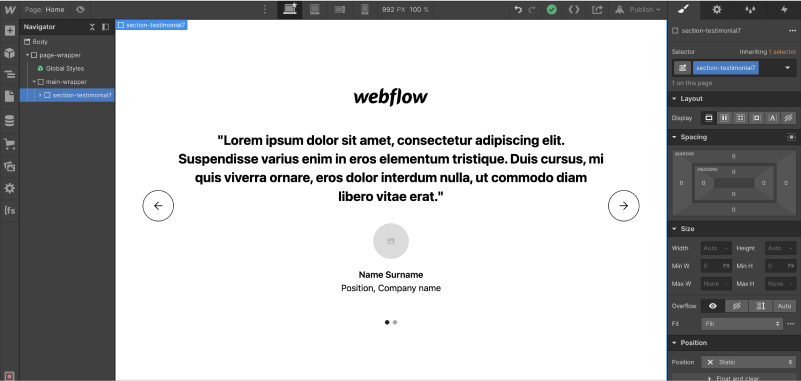 Page: Home
992 PX 100 %
Publish
Navigator
Body
page-wrapper
Global Styles
main-wrapper
section-testimonial7
{fs
section-testimonial7
webflow
"Lorem ipsum dolor sit amet, consectetur adipiscing elit.
Suspendisse varius enim in eros elementum tristique. Duis cursus, mi
quis viverra ornare, eros dolor interdum nulla, ut commodo diam
libero vitae erat."
Name Surname
Position, Company name
section-testimonial7
Selector Inheriting 1 selector
section-testimonial7
1 on this page
Layout
Display A
Spacing
MARGIN
0
PADDING
0
0 0 0 0
0
0
Size
Width Auto - Height Auto -
Min W 0 PX Min H 0 PX
Max W None - Max H None -
Overflow Auto
Fit Fill
Position
Position Static
Float and clear